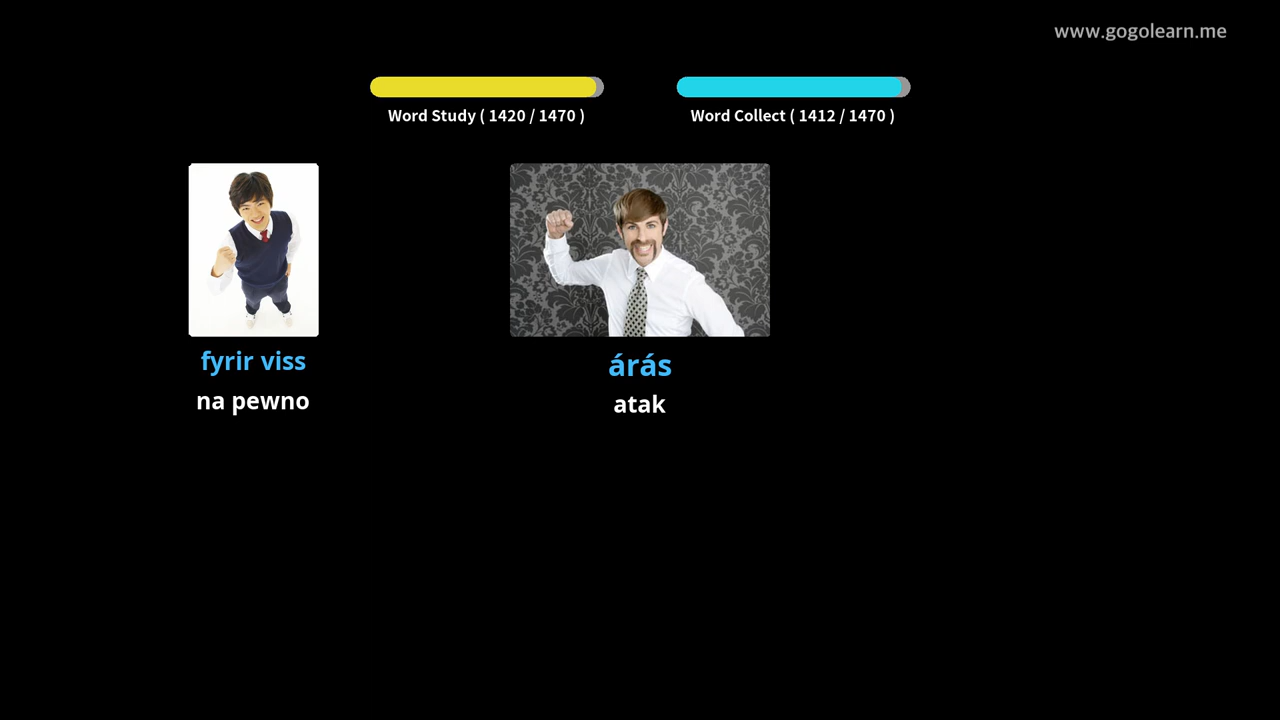 www.gogolearn.me
Word Study ( 1420 / 1470 )
Word Collect ( 1412 / 1470 )
fyrir viss
na pewno
árás
atak